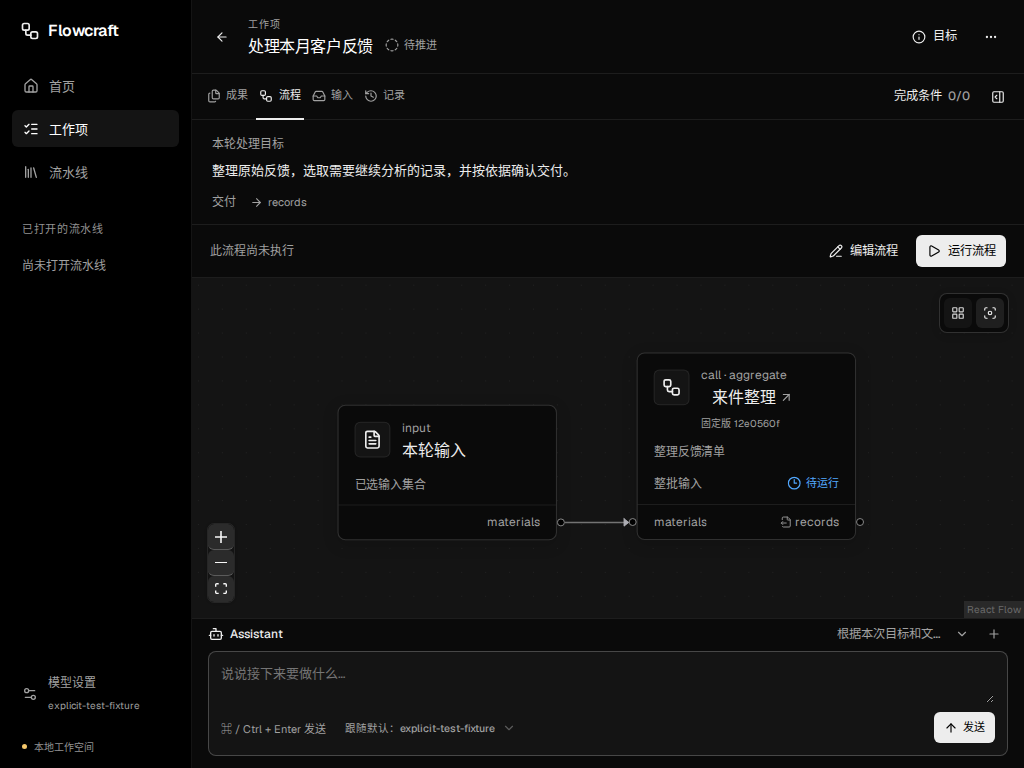 Flowcraft
首页
工作项
流水线
已打开的流水线
尚未打开流水线
模型设置
explicit-test-fixture
本地工作空间
工作项
处理本月客户反馈
待推进
目标
成果
流程
输入
记录
完成条件 0/0
本轮处理目标
整理原始反馈，选取需要继续分析的记录，并按依据确认交付。
交付
records
此流程尚未执行
编辑流程
运行流程
input
本轮输入
已选输入集合
materials
call · aggregate
来件整理
固定版 12e0560f
整理反馈清单
整批输入
待运行
materials
records
React Flow
Assistant
根据本次目标和文...
说说接下来要做什么...
⌘ / Ctrl + Enter 发送
跟随默认：explicit-test-fixture
发送